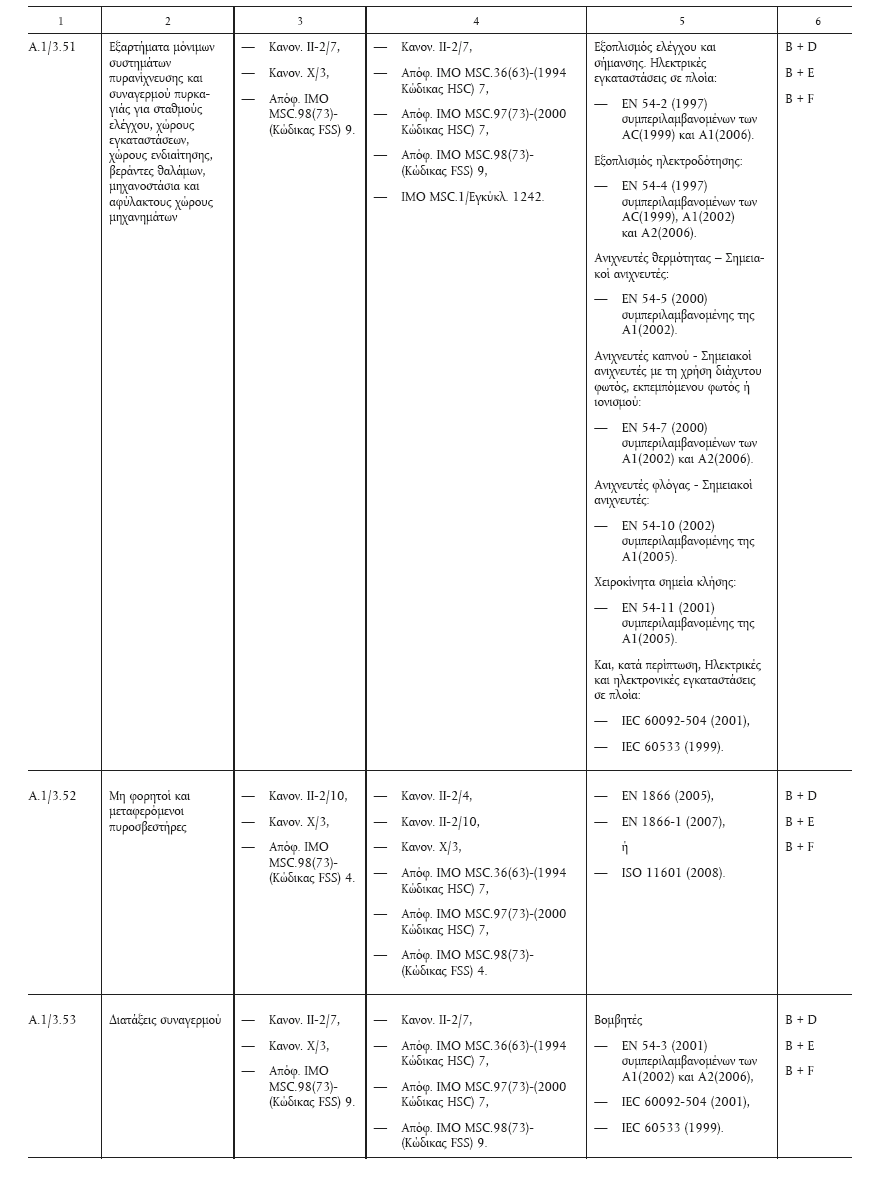 1
2
3
4
5
6
A.1/3.51
Εξαρτήματα μόνιμων
συστημάτων
πυρανίχνευσης και
συναγερμού πυρκα-
γιάς για σταθμούς
ελέγχου, χώρους
εγκαταστάσεων,
χώρους ενδιαίτησης,
βεράντες θαλάμων,
μηχανοστάσια και
αφύλακτους χώρους
μηχανημάτων
— Κανον. II-2/7,
— Κανον. X/3,
— Απόφ. IMO
MSC.98(73)-
(Κώδικας FSS) 9.
— Κανον. II-2/7,
— Απόφ. IMO MSC.36(63)-(1994
Κώδικας HSC) 7,
— Απόφ. IMO MSC.97(73)-(2000
Κώδικας HSC) 7,
— Απόφ. IMO MSC.98(73)-
(Κώδικας FSS) 9,
— IMO MSC.1/Εγκύκλ. 1242.
Εξοπλισμός ελέγχου και
σήμανσης. Ηλεκτρικές
εγκαταστάσεις σε πλοία:
— EN 54-2 (1997)
συμπεριλαμβανομένων των
AC(1999) και A1(2006).
Εξοπλισμός ηλεκτροδότησης:
— EN 54-4 (1997)
συμπεριλαμβανομένων των
AC(1999), A1(2002)
και A2(2006).
Ανιχνευτές θερμότητας – Σημεια-
κοί ανιχνευτές:
— EN 54-5 (2000)
συμπεριλαμβανομένης της
A1(2002).
Ανιχνευτές καπνού - Σημειακοί
ανιχνευτές με τη χρήση διάχυτου
φωτός, εκπεμπόμενου φωτός ή
ιονισμού:
— EN 54-7 (2000)
συμπεριλαμβανομένων των
A1(2002) και A2(2006).
Ανιχνευτές φλόγας - Σημειακοί
ανιχνευτές:
— EN 54-10 (2002)
συμπεριλαμβανομένης της
A1(2005).
Χειροκίνητα σημεία κλήσης:
— EN 54-11 (2001)
συμπεριλαμβανομένης της
A1(2005).
Και, κατά περίπτωση, Ηλεκτρικές
και ηλεκτρονικές εγκαταστάσεις
σε πλοία:
— IEC 60092-504 (2001),
— IEC 60533 (1999).
B + D
B + E
B + F
A.1/3.52
Μη φορητοί και
μεταφερόμενοι
πυροσβεστήρες
— Κανον. II-2/10,
— Κανον. X/3,
— Απόφ. IMO
MSC.98(73)-
(Κώδικας FSS) 4.
— Κανον. II-2/4,
— Κανον. II-2/10,
— Κανον. X/3,
— Απόφ. IMO MSC.36(63)-(1994
Κώδικας HSC) 7,
— Απόφ. IMO MSC.97(73)-(2000
Κώδικας HSC) 7,
— Απόφ. IMO MSC.98(73)-
(Κώδικας FSS) 4.
— EN 1866 (2005),
— EN 1866-1 (2007),
ή
— ISO 11601 (2008).
B + D
B + E
B + F
A.1/3.53
Διατάξεις συναγερμού
— Κανον. II-2/7,
— Κανον. X/3,
— Απόφ. IMO
MSC.98(73)-
(Κώδικας FSS) 9.
— Κανον. II-2/7,
— Απόφ. IMO MSC.36(63)-(1994
Κώδικας HSC) 7,
— Απόφ. IMO MSC.97(73)-(2000
Κώδικας HSC) 7,
— Απόφ. IMO MSC.98(73)-
(Κώδικας FSS) 9.
Βομβητές
— EN 54-3 (2001)
συμπεριλαμβανομένων των
A1(2002) και A2(2006),
— IEC 60092-504 (2001),
— IEC 60533 (1999).
B + D
B + E
B + F